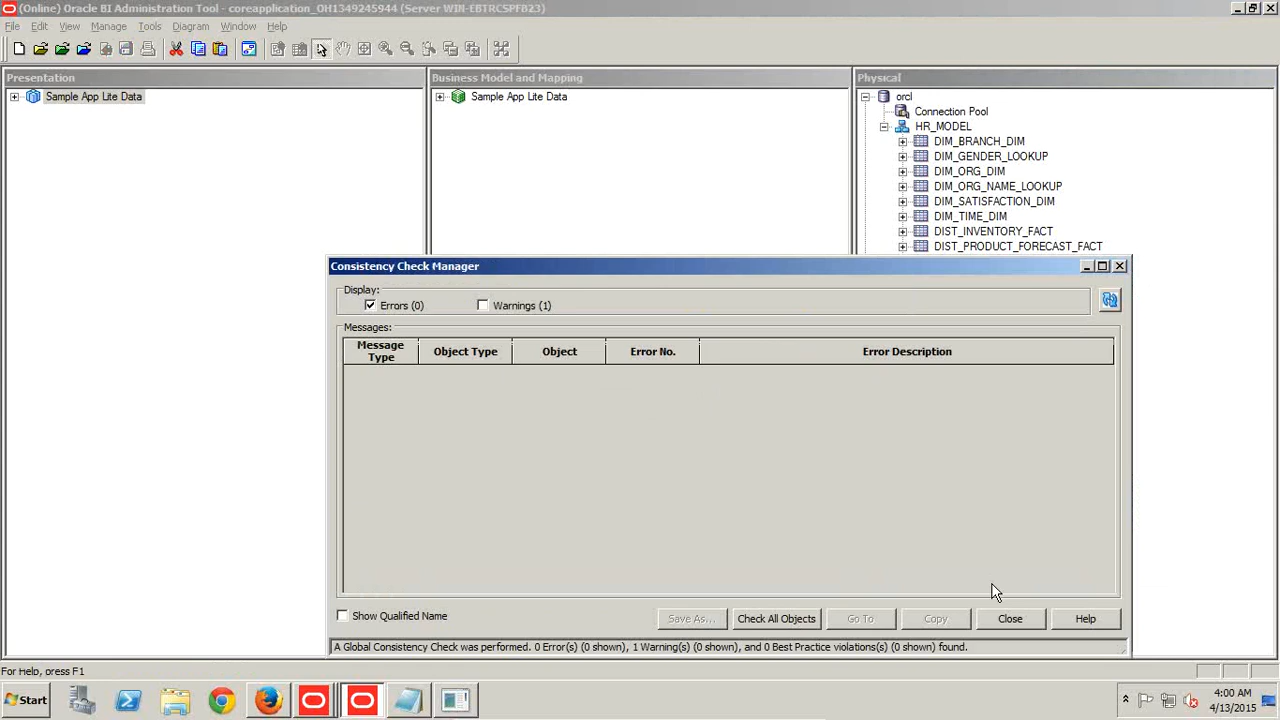 (Online) Oracle BI Administration Tool - coreapplication_OH1349245944 (Server WIN-EBTRCSPFB23)
File Edit View Manage Tools Diagram Window Help
Presentation
Sample App Lite Data
Business Model and Mapping
Sample App Lite Data
Physical
orcl
Connection Pool
HR_MODEL
DIM_BRANCH_DIM
DIM_GENDER_LOOKUP
DIM_ORG_DIM
DIM_ORG_NAME_LOOKUP
DIM_SATISFACTION_DIM
DIM_TIME_DIM
DIST_INVENTORY_FACT
DIST_PRODUCT_FORECAST_FACT
Consistency Check Manager
Display:
Errors (0) Warnings (1)
Messages:
Message Type Object Type Object Error No. Error Description
Show Qualified Name
Save As... Check All Objects Go To Copy Close Help
A Global Consistency Check was performed. 0 Error(s) (0 shown), 1 Warning(s) (0 shown), and 0 Best Practice violations(s) (0 shown) found.
For Help, press F1
Start
4:00 AM
4/13/2015